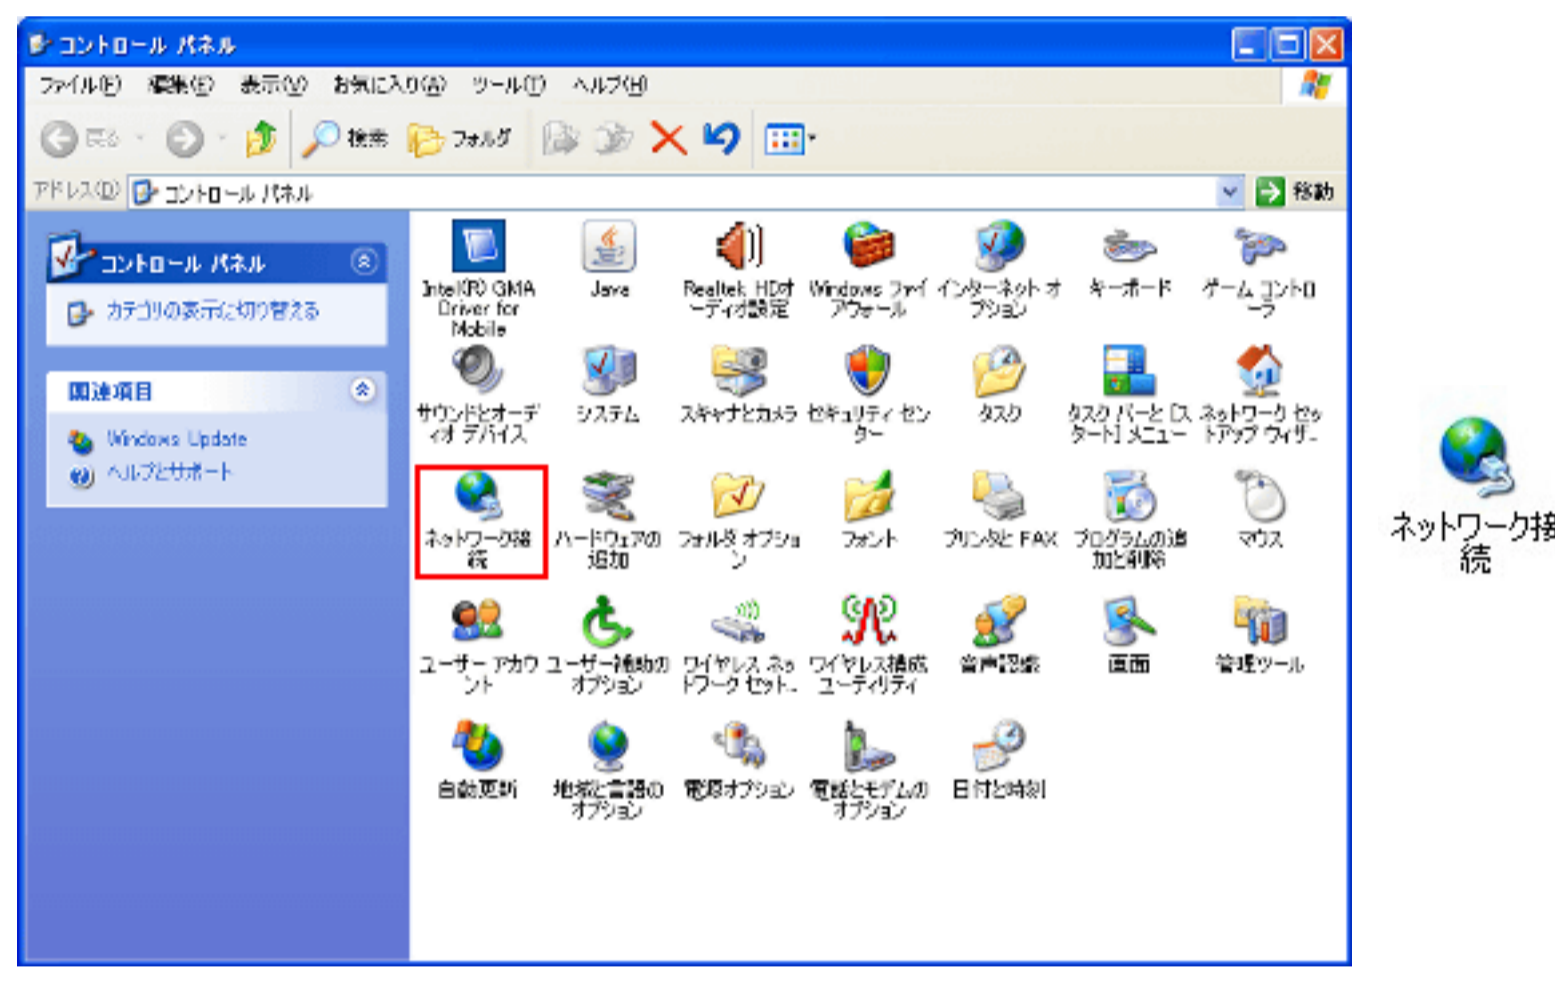 コントロール パネル
ファイル(F) 編集(E) 表示(V) お気に入り(A) ツール(T) ヘルプ(H)
戻る 検索 フォルダ
アドレス(D) コントロール パネル 移動
コントロール パネル
カテゴリの表示に切り替える
関連項目
Windows Update
ヘルプとサポート
Intel(R) GMA
Driver for
Mobile
Java
Realtek HDオ
ーディオ設定
Windows ファイ
アウォール
インターネット オ
プション
キーボード
ゲーム コントロ
ーラ
サウンドとオーデ
ィオ デバイス
システム
スキャナとカメラ
セキュリティ セン
ター
タスク
タスク バーと [ス
タート] メニュー
ネットワーク セッ
トアップ ウィザ...
ネットワーク接
続
ハードウェアの
追加
フォルダ オプショ
ン
フォント
プリンタと FAX
プログラムの追
加と削除
マウス
ユーザー アカウ
ント
ユーザー補助の
オプション
ワイヤレス ネッ
トワーク セット...
ワイヤレス構成
ユーティリティ
音声認識
画面
管理ツール
自動更新
地域と言語の
オプション
電源オプション
電話とモデムの
オプション
日付と時刻
ネットワーク接
続